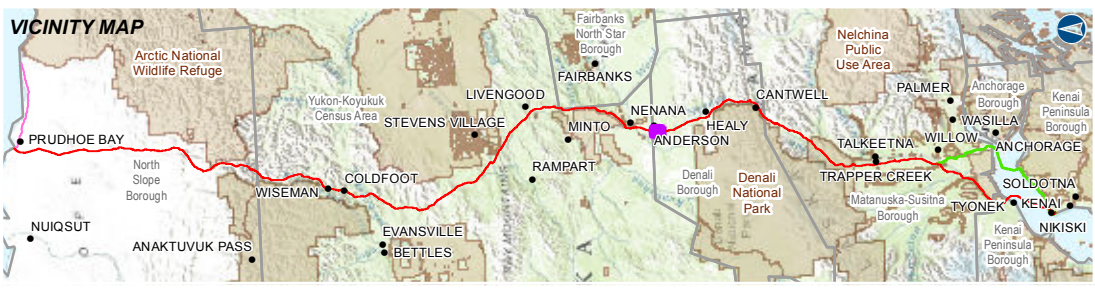 VICINITY MAP
Arctic National
Wildlife Refuge
Fairbanks
North Star
Borough
FAIRBANKS
Nelchina
Public
Use Area
PALMER
Anchorage
Borough
Kenai
Peninsula
Borough
Yukon-Koyukuk
Census Area
LIVENGOOD
STEVENS VILLAGE
NENANA
CANTWELL
WASILLA
PRUDHOE BAY
MINTO
ANDERSON
HEALY
TALKEETNA
WILLOW
ANCHORAGE
North
Slope
Borough
WISEMAN
COLDFOOT
RAMPART
Denali
Borough
Denali
National
Park
TRAPPER CREEK
Matanuska-Susitna
Borough
SOLDOTNA
TYONEK
KENAI
NIKISKI
NUIQSUT
ANAKTUVUK PASS
EVANSVILLE
BETTLES
Kenai
Peninsula
Borough
K A